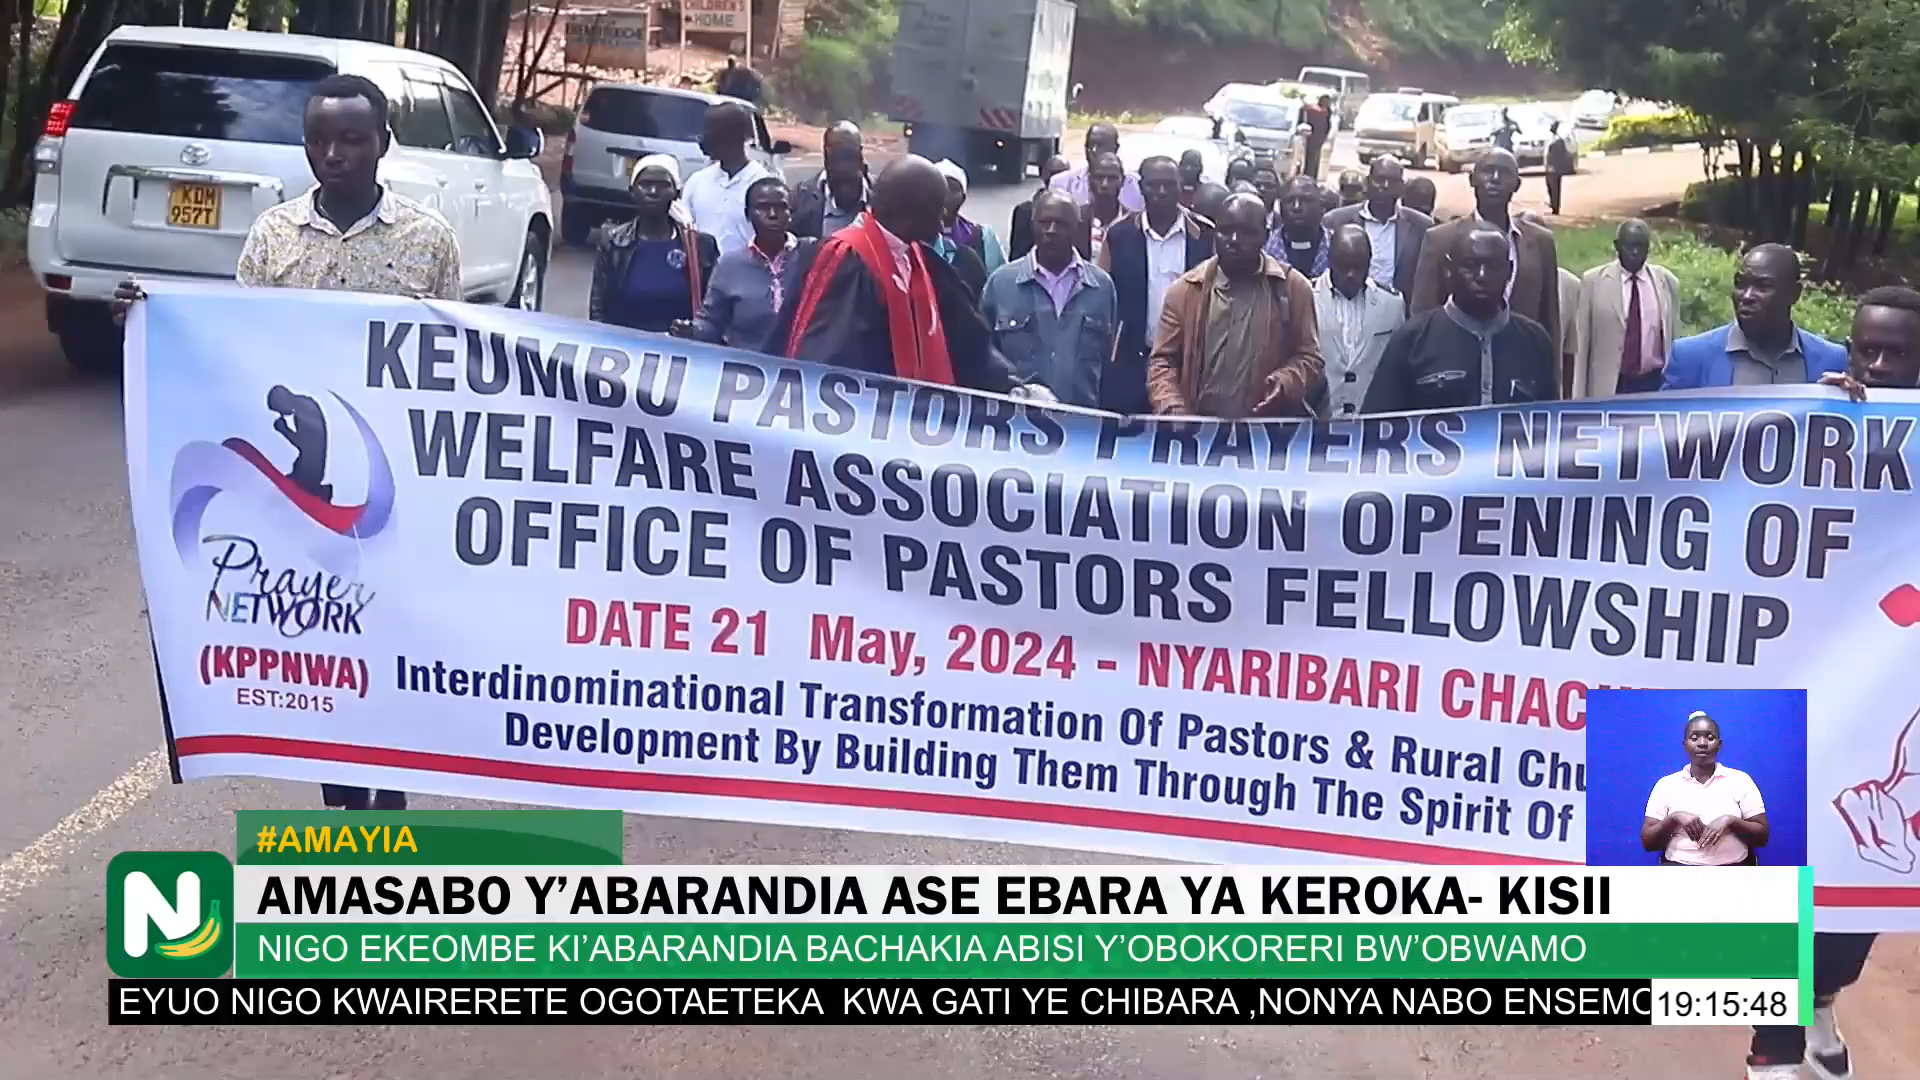 CHILDREN'S
HOME
KDM
957T
KEUMBU PASTORS PRAYERS NETWORK
WELFARE ASSOCIATION OPENING OF
OFFICE OF PASTORS FELLOWSHIP
DATE 21 May, 2024 - NYARIBARI
Interdinominational Transformation Of Pastors & Rural
Development By Building Them Through The Spirit Of
Prayer
NETWORK
(KPPNWA)
EST:2015
#AMAYIA
N
AMASABO Y'ABARANDIA ASE EBARA YA KEROKA- KISII
NIGO EKEOMBE KI'ABARANDIA BACHAKIA ABISI Y'OBOKORERI BW'OBWAMO
EYUO NIGO KWAIRERETE OGOTAETEKA KWA GATI YE CHIBARA ,NONYA NABO
19:15:48